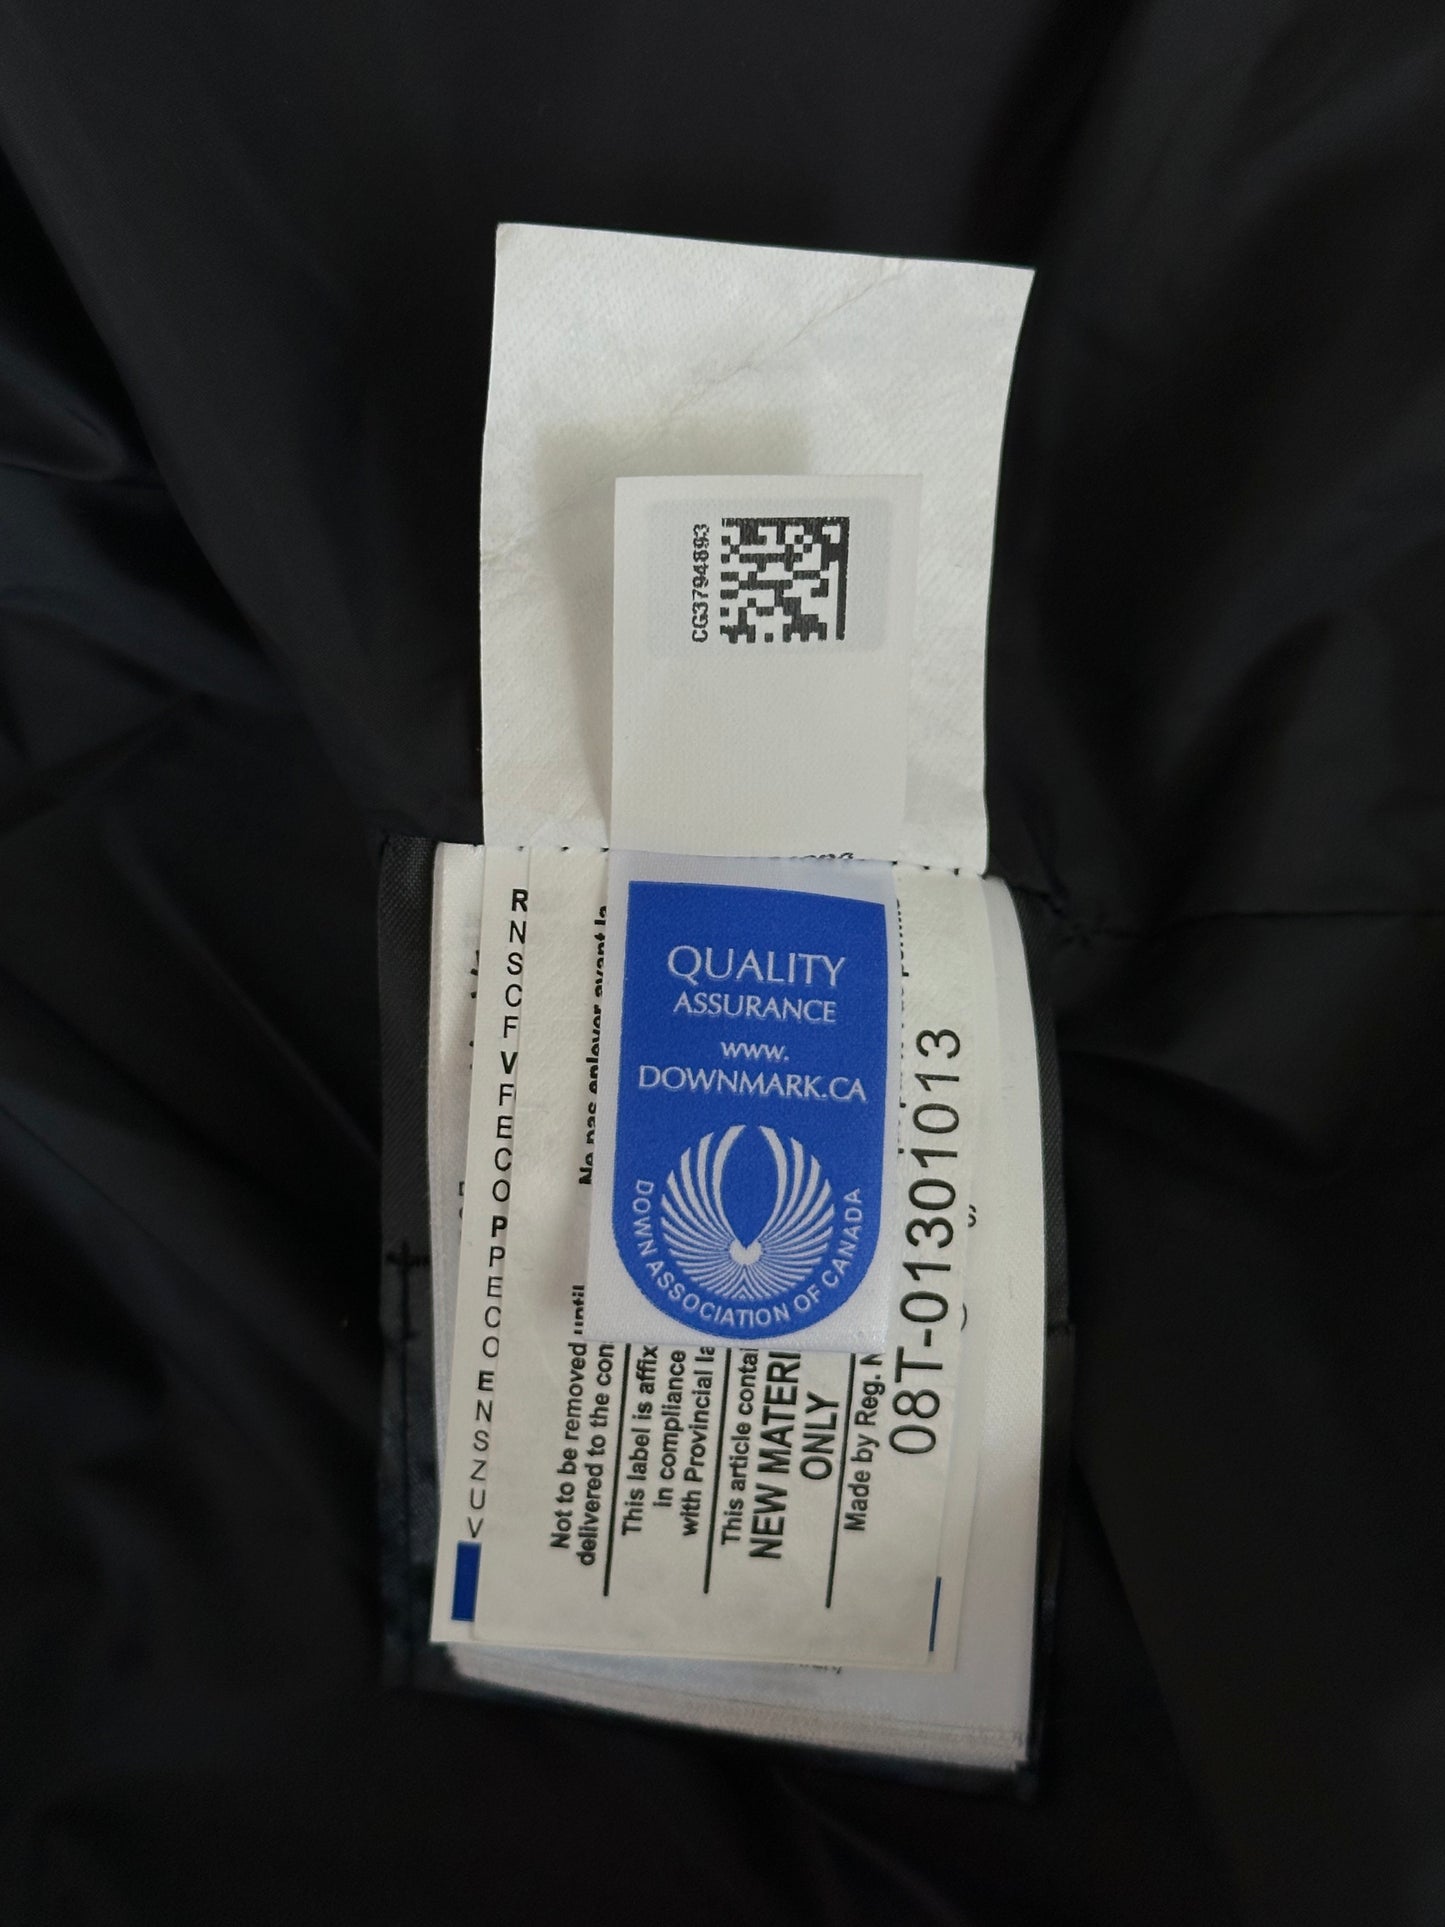 CG3794893
QUALITY
ASSURANCE
www.
DOWNMARK.CA
DOWN ASSOCIATION OF CANADA
Ne pas enlever avant la
Not to be removed until
delivered to the con
This label is affix
in compliance
with Provincial la
This article contai
NEW MATERI
ONLY
Made by Reg. N
08T-01301013
R
N
S
C
F
V
F
E
C
O
P
P
E
C
O
E
N
S
Z
U
V